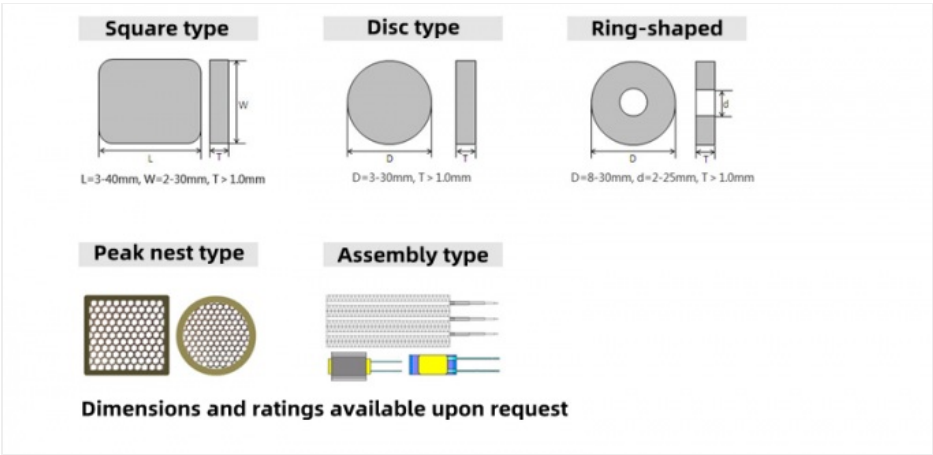 Square type
Disc type
Ring-shaped
W
d
L
T
D
T
D
T
L=3-40mm, W=2-30mm, T > 1.0mm
D=3-30mm, T > 1.0mm
D=8-30mm, d=2-25mm, T > 1.0mm
Peak nest type
Assembly type
Dimensions and ratings available upon request